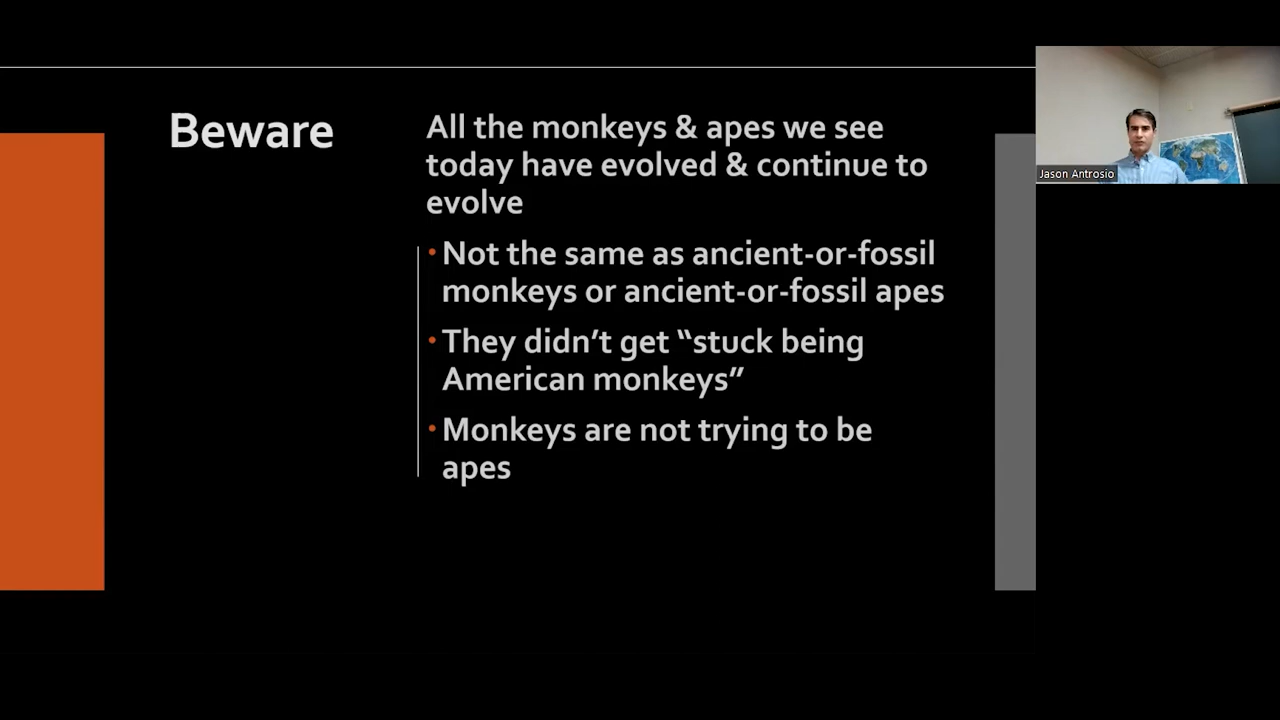 Beware
All the monkeys & apes we see
today have evolved & continue to
evolve
• Not the same as ancient-or-fossil
monkeys or ancient-or-fossil apes
• They didn’t get “stuck being
American monkeys”
• Monkeys are not trying to be
apes
Jason Antrosio